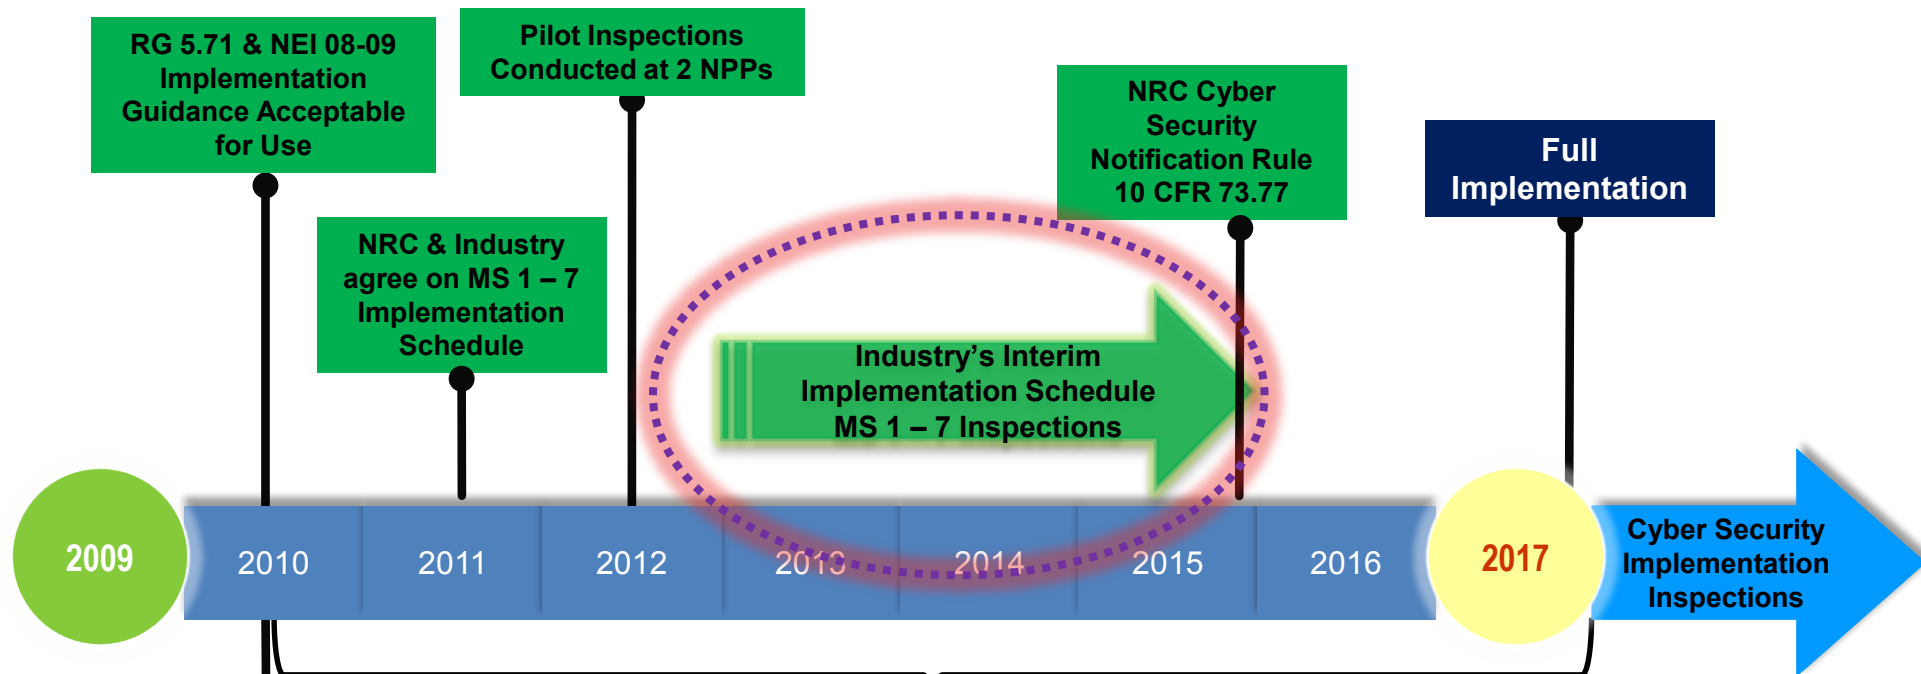 RG 5.71 & NEI 08-09
Implementation
Guidance Acceptable
for Use
Pilot Inspections
Conducted at 2 NPPs
NRC & Industry
agree on MS 1 – 7
Implementation
Schedule
NRC Cyber
Security
Notification Rule
10 CFR 73.77
Full
Implementation
Industry’s Interim
Implementation Schedule
MS 1 – 7 Inspections
2009
2010
2011
2012
2013
2014
2015
2016
2017
Cyber Security
Implementation
Inspections